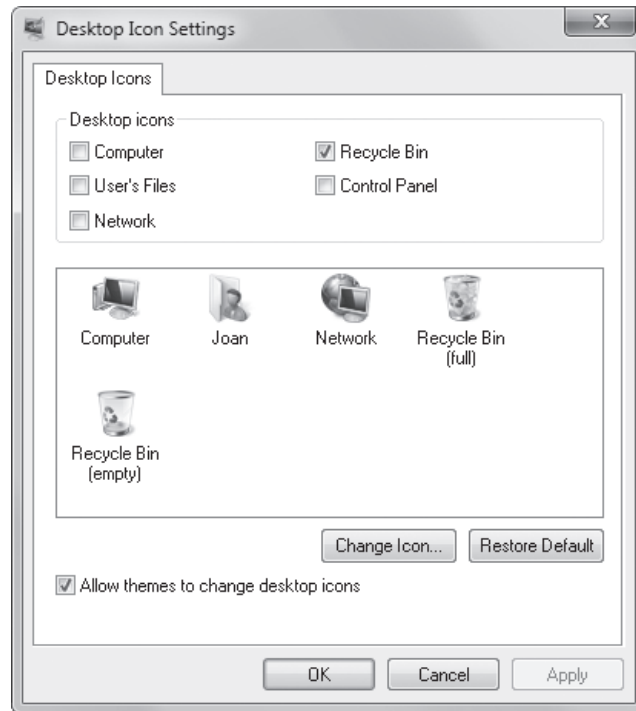 Desktop Icon Settings
X
Desktop Icons
Desktop icons
Computer
Recycle Bin
User's Files
Control Panel
Network
Computer
Joan
Network
Recycle Bin
(full)
Recycle Bin
(empty)
Change Icon...
Restore Default
Allow themes to change desktop icons
OK
Cancel
Apply